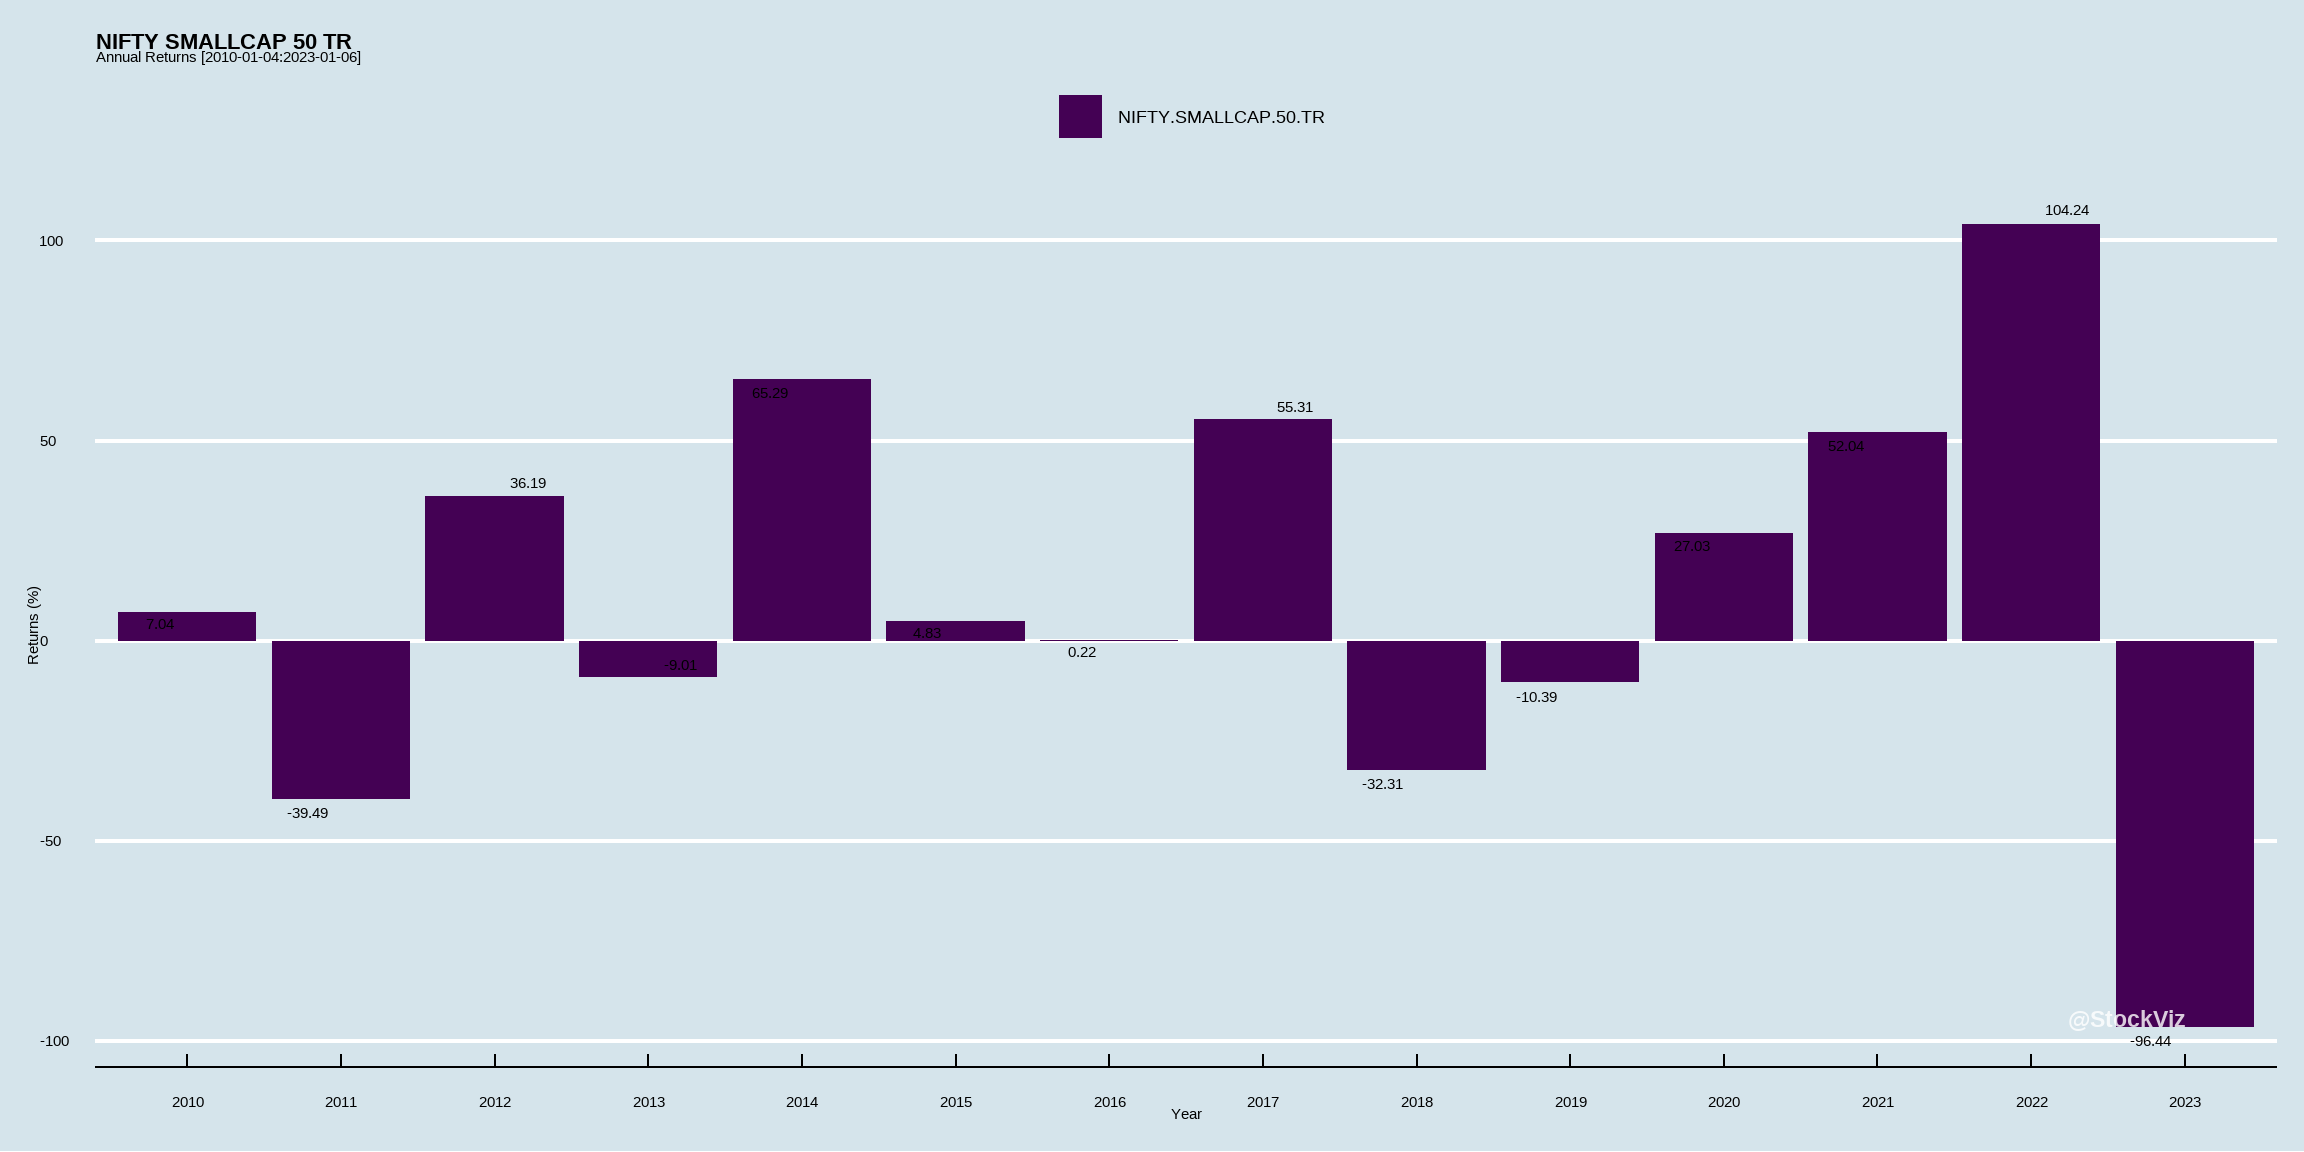 NIFTY SMALLCAP 50 TR
Annual Returns [2010-01-04:2023-01-06]
NIFTY.SMALLCAP.50.TR
104.24
100
65.29
55.31
50
52.04
36.19
27.03
Returns (%)
7.04
4.83
0
0.22
-9.01
-10.39
-32.31
-39.49
-50
@StockViz
-100
-96.44
2010 2011 2012 2013 2014 2015 2016 2017 2018 2019 2020 2021 2022 2023
Year